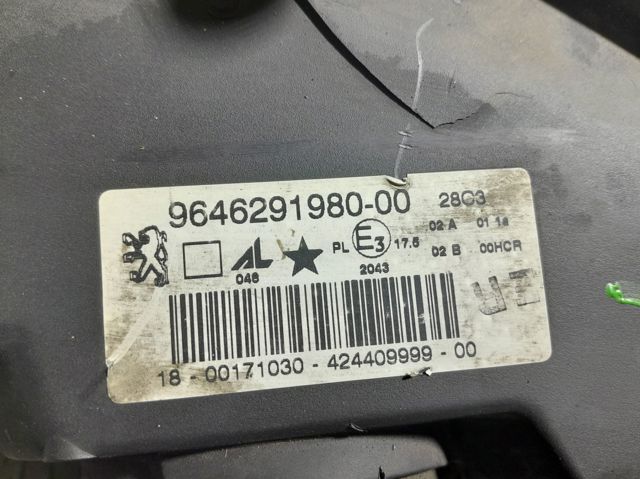 9646291980-00 28C3
02 A 01 1a
AL PL E3 17.5 02 B 00HCR
046 2043
18 - 00171030 - 424409999 - 00